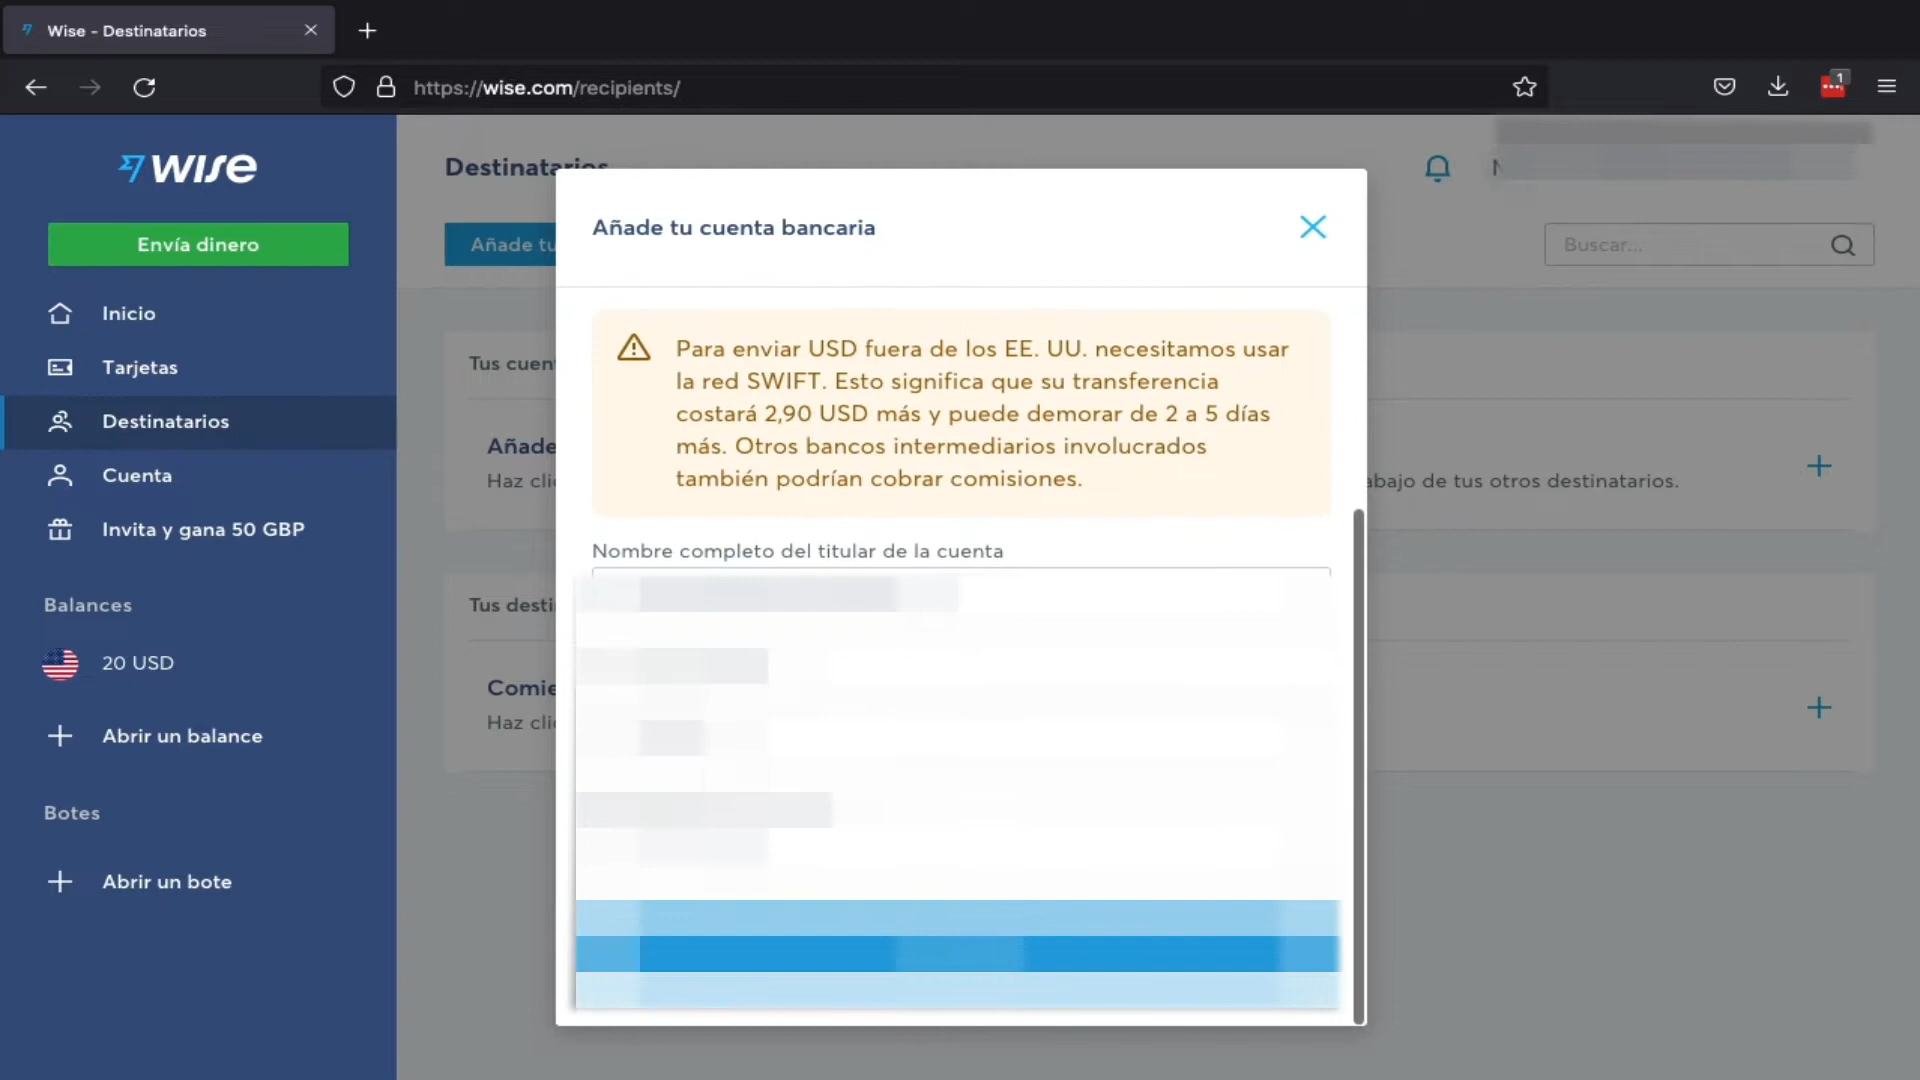 Wise - Destinatarios
https://wise.com/recipients/
1
WISE
Envía dinero
Inicio
Tarjetas
Destinatarios
Cuenta
Invita y gana 50 GBP
Balances
20 USD
Abrir un balance
Botes
Abrir un bote
Destinatarios
Añade tu
Buscar...
Tus cuen
Añade
Haz clic
abajo de tus otros destinatarios.
Tus desti
Comie
Haz clic
Añade tu cuenta bancaria
Para enviar USD fuera de los EE. UU. necesitamos usar
la red SWIFT. Esto significa que su transferencia
costará 2,90 USD más y puede demorar de 2 a 5 días
más. Otros bancos intermediarios involucrados
también podrían cobrar comisiones.
Nombre completo del titular de la cuenta